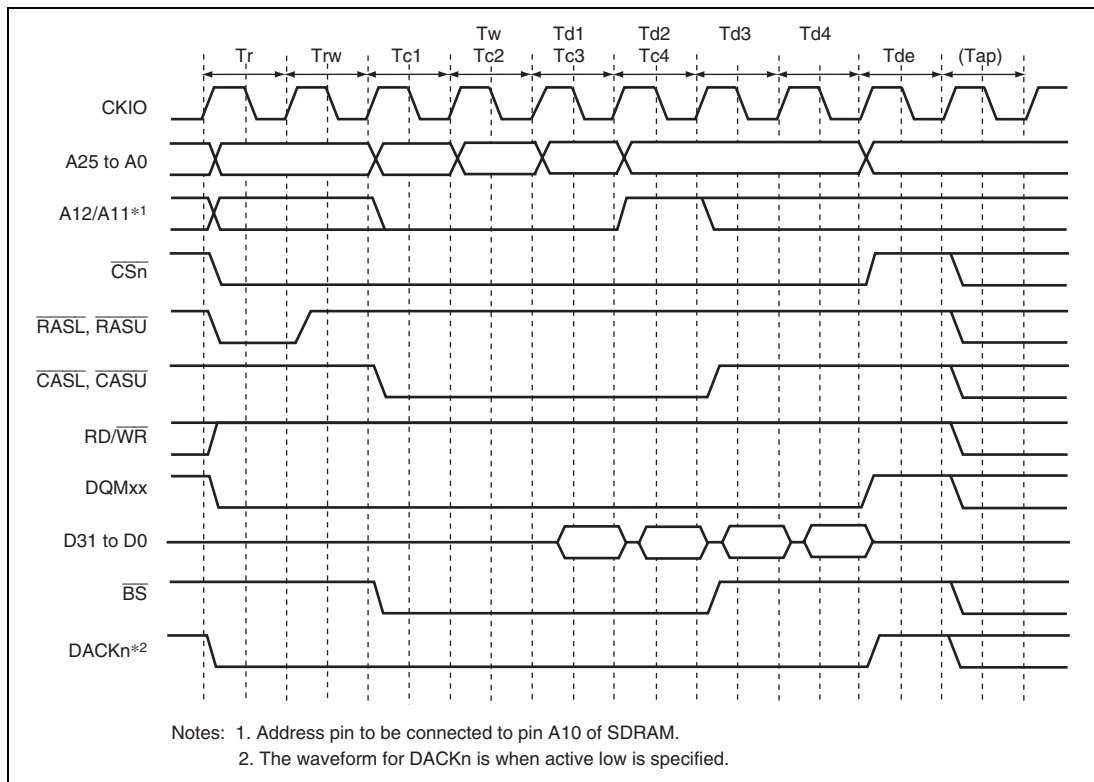 Tw Td1 Td2 Td3 Td4
Tr Trw Tc1 Tc2 Tc3 Tc4 Tde (Tap)
CKIO
A25 to A0
A12/A11*1
CSn
RASL, RASU
CASL, CASU
RD/WR
DQMxx
D31 to D0
BS
DACKn*2
Notes: 1. Address pin to be connected to pin A10 of SDRAM.
2. The waveform for DACKn is when active low is specified.